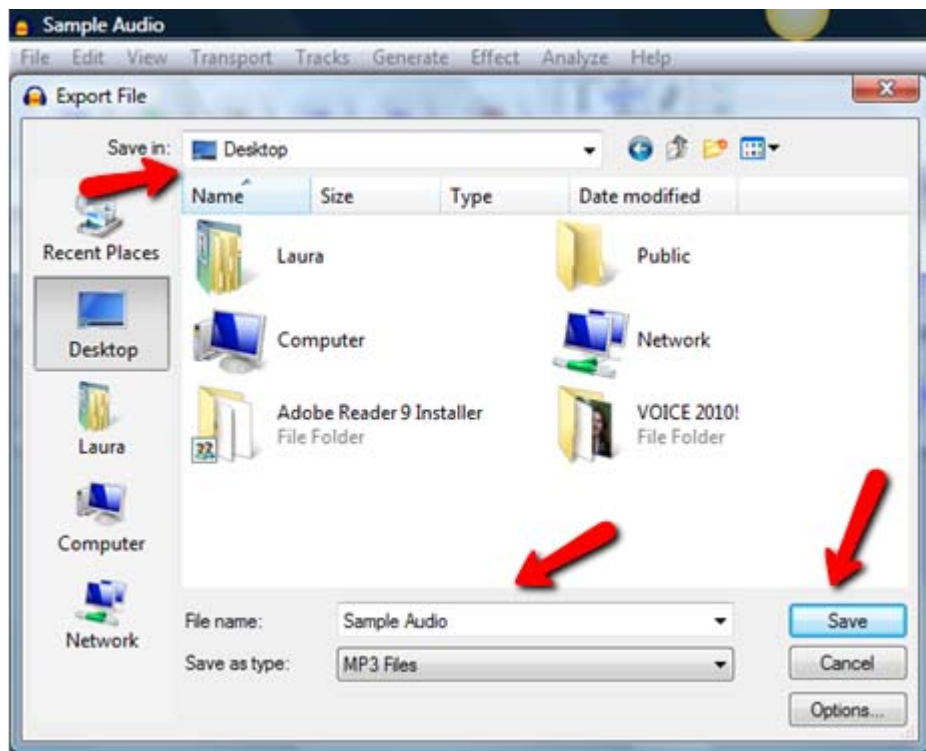 Sample Audio
File Edit View Transport Tracks Generate Effect Analyze Help
Export File
Save in: Desktop
Name Size Type Date modified
Recent Places
Desktop
Laura
Computer
Network
Laura
Public
Computer
Network
Adobe Reader 9 Installer
File Folder
VOICE 2010!
File Folder
File name: Sample Audio
Save as type: MP3 Files
Save
Cancel
Options...